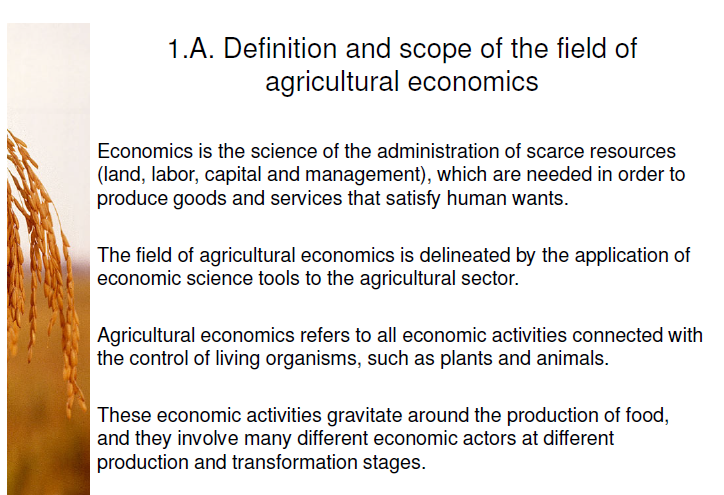 1.A. Definition and scope of the field of
agricultural economics
Economics is the science of the administration of scarce resources
(land, labor, capital and management), which are needed in order to
produce goods and services that satisfy human wants.
The field of agricultural economics is delineated by the application of
economic science tools to the agricultural sector.
Agricultural economics refers to all economic activities connected with
the control of living organisms, such as plants and animals.
These economic activities gravitate around the production of food,
and they involve many different economic actors at different
production and transformation stages.